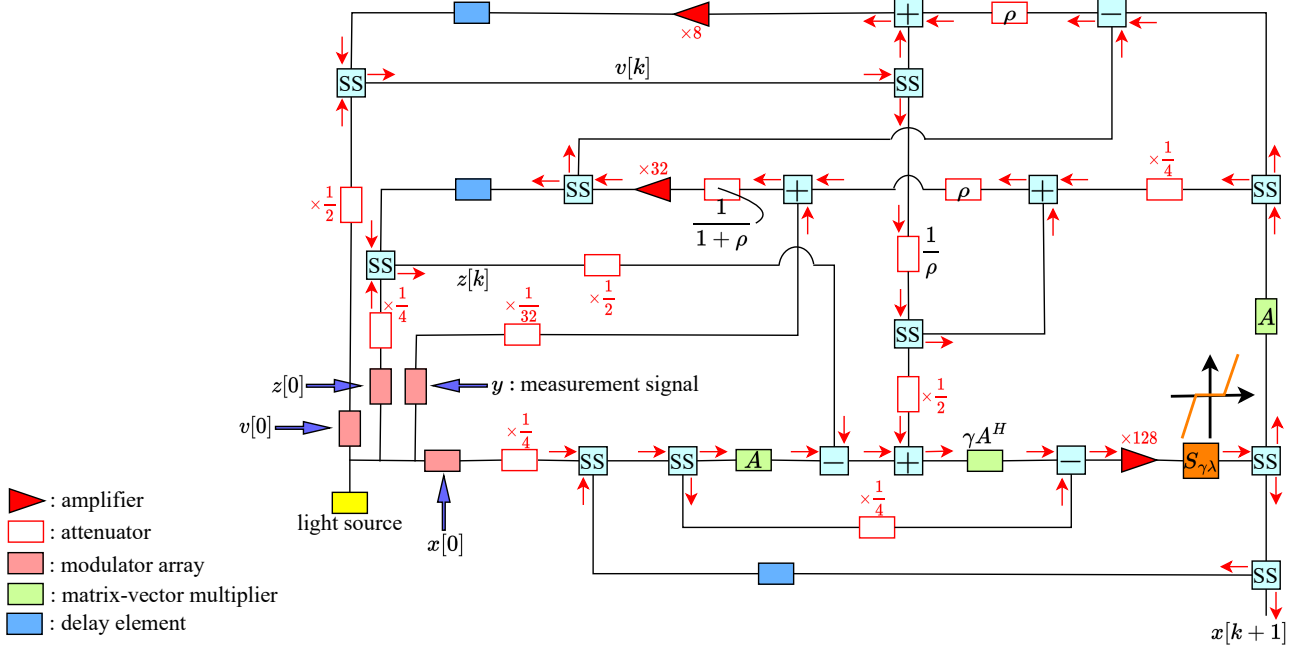 ρ
+
−
×8
SS
v[k]
SS
×1/4
×32
SS
+
ρ
+
SS
×1/2
1/(1 + ρ)
1/ρ
SS
z[k]
×1/2
×1/4
×1/32
SS
A
z[0]
y : measurement signal
×1/2
v[0]
×1/4
γA^H
×128
SS
SS
A
−
+
−
S_γλ
SS
: amplifier
light source
×1/4
: attenuator
x[0]
: modulator array
SS
: matrix-vector multiplier
: delay element
x[k + 1]